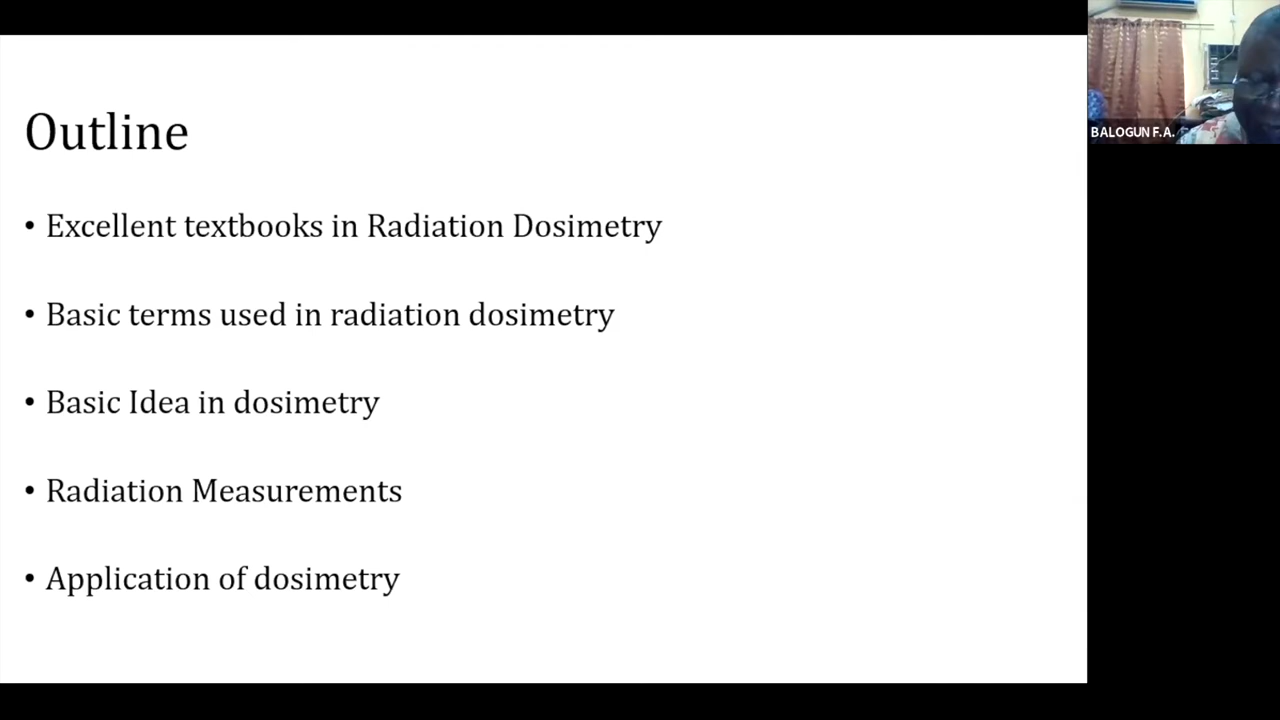 Outline
• Excellent textbooks in Radiation Dosimetry
• Basic terms used in radiation dosimetry
• Basic Idea in dosimetry
• Radiation Measurements
• Application of dosimetry
BALOGUN F.A.